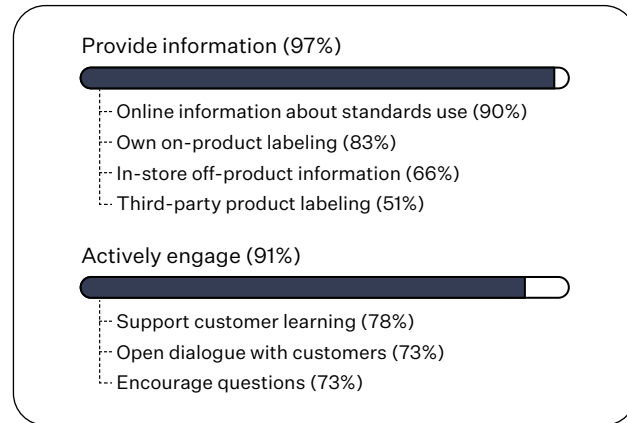 Provide information (97%)
Online information about standards use (90%)
Own on-product labeling (83%)
In-store off-product information (66%)
Third-party product labeling (51%)
Actively engage (91%)
Support customer learning (78%)
Open dialogue with customers (73%)
Encourage questions (73%)